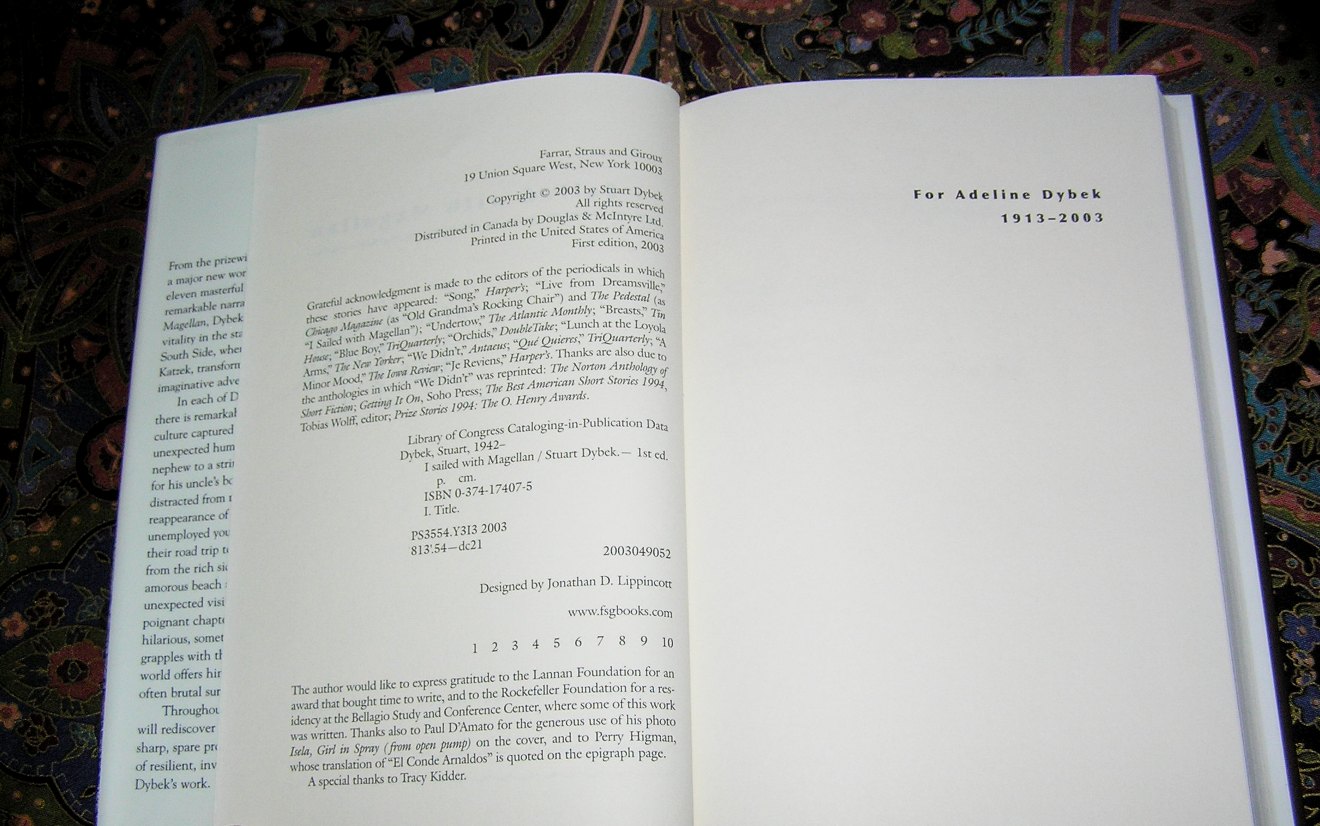 From the prizewi
a major new wor
eleven masterful
remarkable narra
Magellan, Dybek
vitality in the sta
South Side, wher
Katzek, transforn
imaginative adve
In each of D
there is remarkal
culture captured
unexpected hum
nephew to a stri
for his uncle's bo
distracted from
reappearance of
unemployed you
their road trip to
from the rich sid
amorous beach
unexpected visi
poignant chapte
hilarious, somet
grapples with th
world offers hir
often brutal sur
Throughou
will rediscover
sharp, spare pro
of resilient, inv
Dybek's work.
Farrar, Straus and Giroux
19 Union Square West, New York 10003
Copyright © 2003 by Stuart Dybek
All rights reserved
Distributed in Canada by Douglas & McIntyre Ltd.
Printed in the United States of America
First edition, 2003
Grateful acknowledgment is made to the editors of the periodicals in which
these stories have appeared: “Song,” Harper's; “Live from Dreamsville,”
Chicago Magazine (as “Old Grandma's Rocking Chair”) and The Pedestal (as
“I Sailed with Magellan”); “Undertow,” The Atlantic Monthly; “Breasts,” Tin
House; “Blue Boy,” TriQuarterly; “Orchids,” DoubleTake; “Lunch at the Loyola
Arms,” The New Yorker; “We Didn't,” Antaeus; “Qué Quieres,” TriQuarterly; “A
Minor Mood,” The Iowa Review; “Je Reviens,” Harper's. Thanks are also due to
the anthologies in which “We Didn't” was reprinted: The Norton Anthology of
Short Fiction; Getting It On, Soho Press; The Best American Short Stories 1994,
Tobias Wolff, editor; Prize Stories 1994: The O. Henry Awards.
Library of Congress Cataloging-in-Publication Data
Dybek, Stuart, 1942–
I sailed with Magellan / Stuart Dybek.— 1st ed.
p. cm.
ISBN 0-374-17407-5
I. Title.
PS3554.Y3I3 2003
813'.54—dc21
2003049052
Designed by Jonathan D. Lippincott
www.fsgbooks.com
1 2 3 4 5 6 7 8 9 10
The author would like to express gratitude to the Lannan Foundation for an
award that bought time to write, and to the Rockefeller Foundation for a res-
idency at the Bellagio Study and Conference Center, where some of this work
was written. Thanks also to Paul D'Amato for the generous use of his photo
Isela, Girl in Spray (from open pump) on the cover, and to Perry Higman,
whose translation of “El Conde Arnaldos” is quoted on the epigraph page.
A special thanks to Tracy Kidder.
For Adeline Dybek
1913–2003